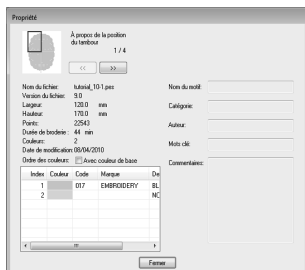 Propriété
À propos de la position
du tambour
1 / 4
<< >>
Nom du fichier: tutorial_10-1.pes
Version du fichier: 9.0
Largeur: 120.0 mm
Hauteur: 170.0 mm
Points: 22543
Durée de broderie : 44 min
Couleurs: 2
Date de modification: 08/04/2010
Ordre des couleurs: Avec couleur de base
Index Couleur Code Marque De
1 017 EMBROIDERY BL
2 NC
Nom du motif:
Catégorie:
Auteur:
Mots clé:
Commentaires:
Fermer